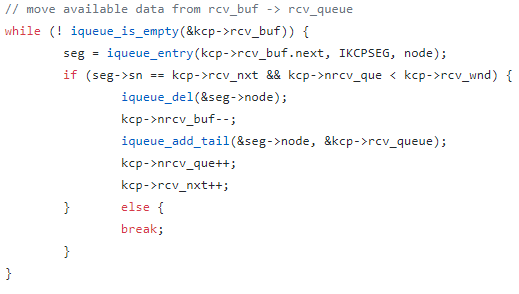 // move available data from rcv_buf -> rcv_queue
while (! iqueue_is_empty(&kcp->rcv_buf)) {
        seg = iqueue_entry(kcp->rcv_buf.next, IKCPSEG, node);
        if (seg->sn == kcp->rcv_nxt && kcp->nrcv_que < kcp->rcv_wnd) {
                iqueue_del(&seg->node);
                kcp->nrcv_buf--;
                iqueue_add_tail(&seg->node, &kcp->rcv_queue);
                kcp->nrcv_que++;
                kcp->rcv_nxt++;
        }       else {
                break;
        }
}